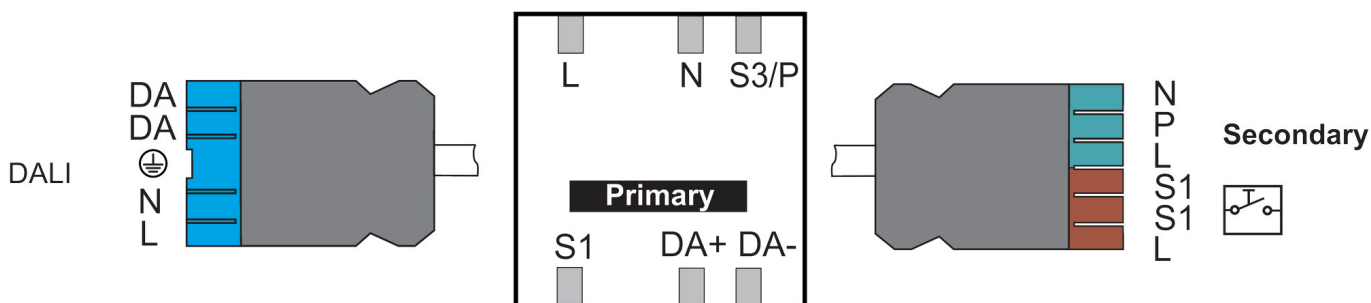 DALI
DA
DA
N
L
L N S3/P
Primary
S1 DA+ DA-
N
P
L
S1
S1
L
Secondary